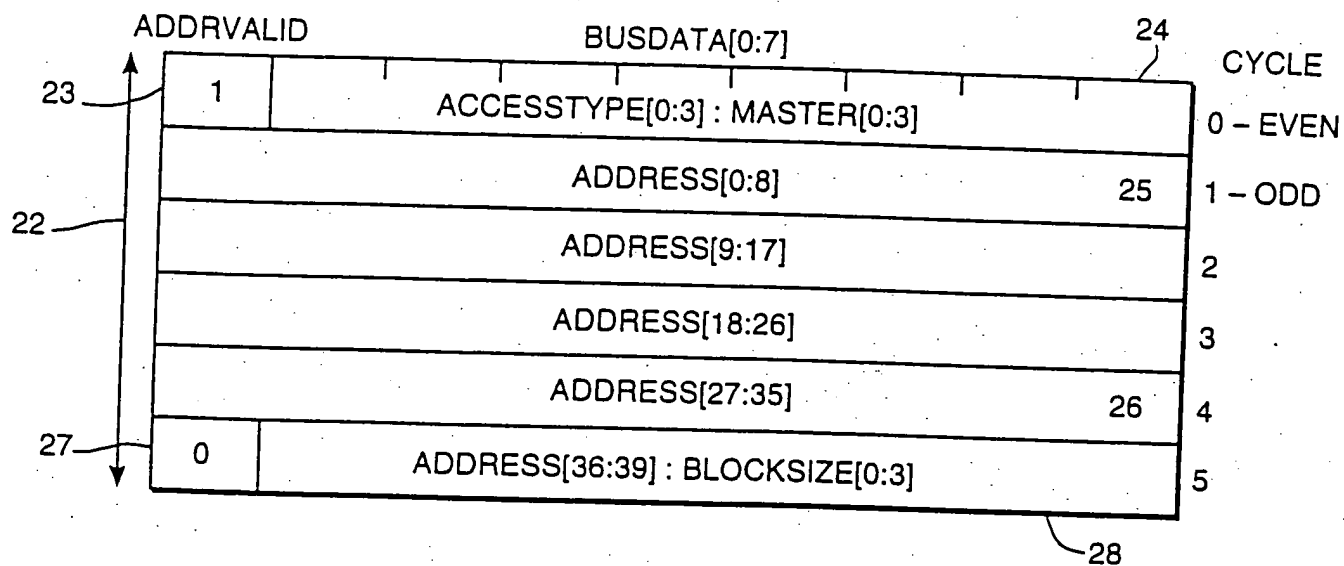 ADDRVALID BUSDATA[0:7] 24 CYCLE
23 1 ACCESSTYPE[0:3] : MASTER[0:3] 0 – EVEN
ADDRESS[0:8] 25 1 – ODD
22 ADDRESS[9:17] 2
ADDRESS[18:26] 3
ADDRESS[27:35] 26 4
27 0 ADDRESS[36:39] : BLOCKSIZE[0:3] 5
28